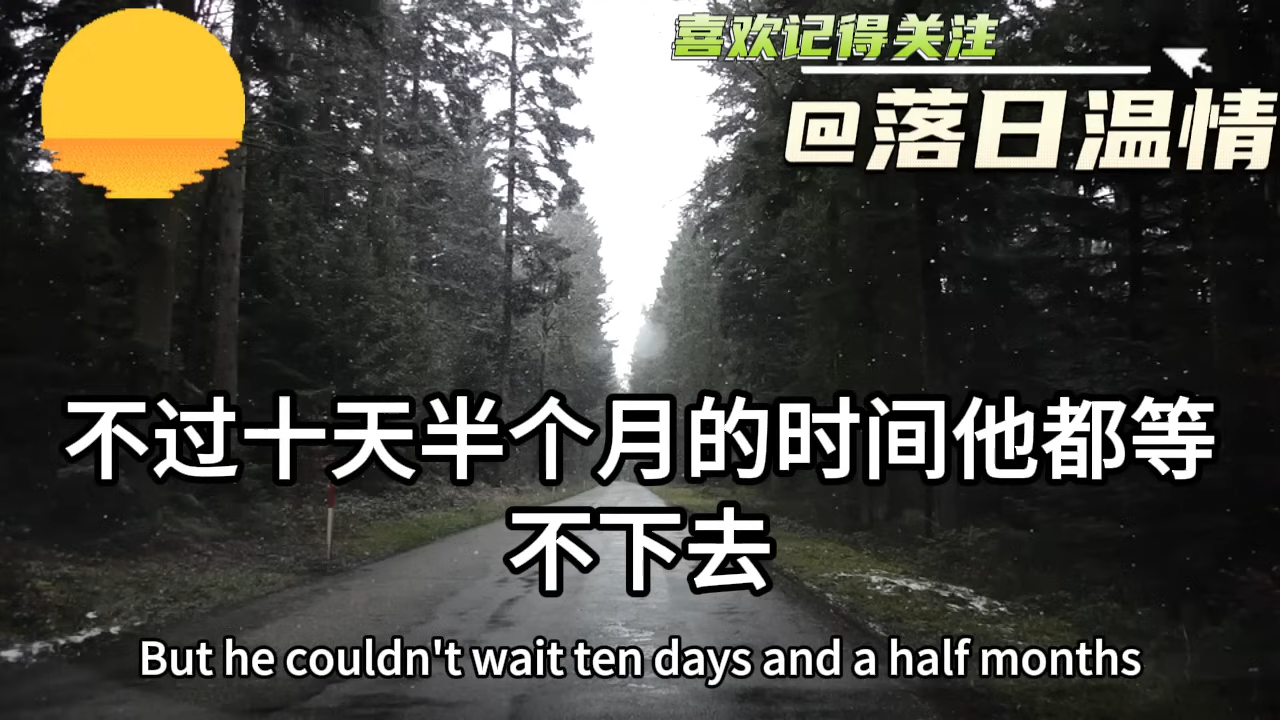 喜欢记得关注
@落日温情
不过十天半个月的时间他都等
不下去
But he couldn't wait ten days and a half months